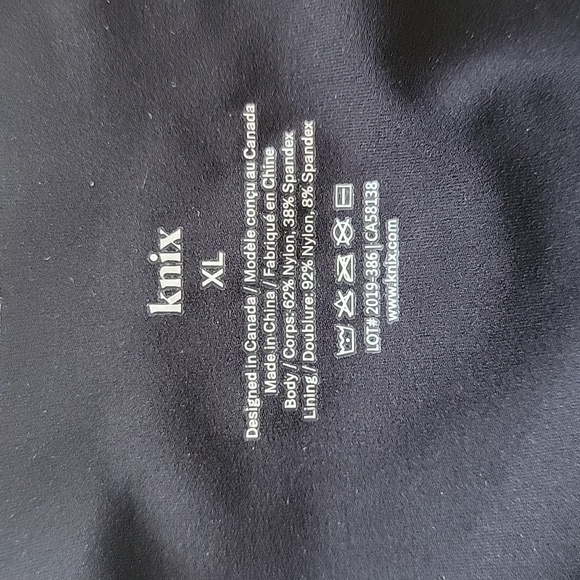 knix
XL
Designed in Canada / Modèle conçu au Canada
Made in China / Fabriqué en Chine
Body / Corps: 62% Nylon, 38% Spandex
Lining / Doublure: 92% Nylon, 8% Spandex
LOT# 2019-386 | CA58138
www.knix.com